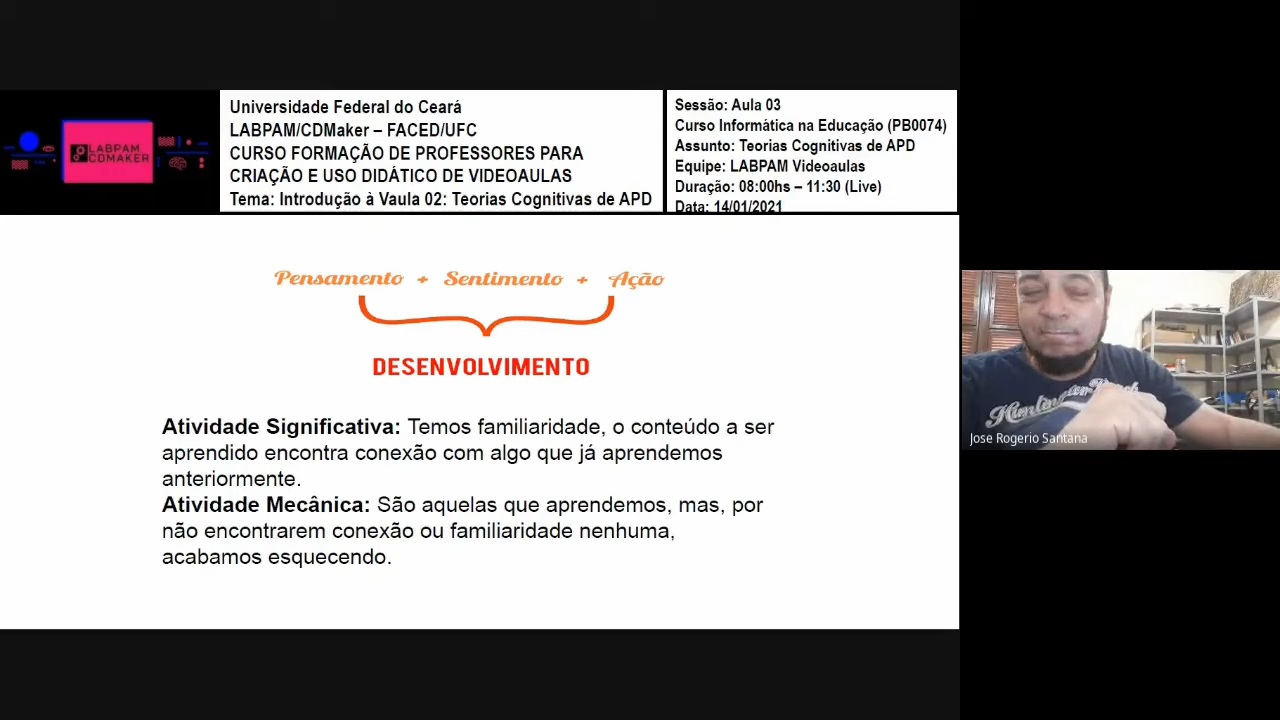 LABPAM
CDMAKER
Universidade Federal do Ceará
LABPAM/CDMaker – FACED/UFC
CURSO FORMAÇÃO DE PROFESSORES PARA
CRIAÇÃO E USO DIDÁTICO DE VIDEOAULAS
Tema: Introdução à Vaula 02: Teorias Cognitivas de APD
Sessão: Aula 03
Curso Informática na Educação (PB0074)
Assunto: Teorias Cognitivas de APD
Equipe: LABPAM Videoaulas
Duração: 08:00hs – 11:30 (Live)
Data: 14/01/2021
Pensamento + Sentimento + Ação
DESENVOLVIMENTO
Atividade Significativa: Temos familiaridade, o conteúdo a ser
aprendido encontra conexão com algo que já aprendemos
anteriormente.
Atividade Mecânica: São aquelas que aprendemos, mas, por
não encontrarem conexão ou familiaridade nenhuma,
acabamos esquecendo.
Jose Rogerio Santana